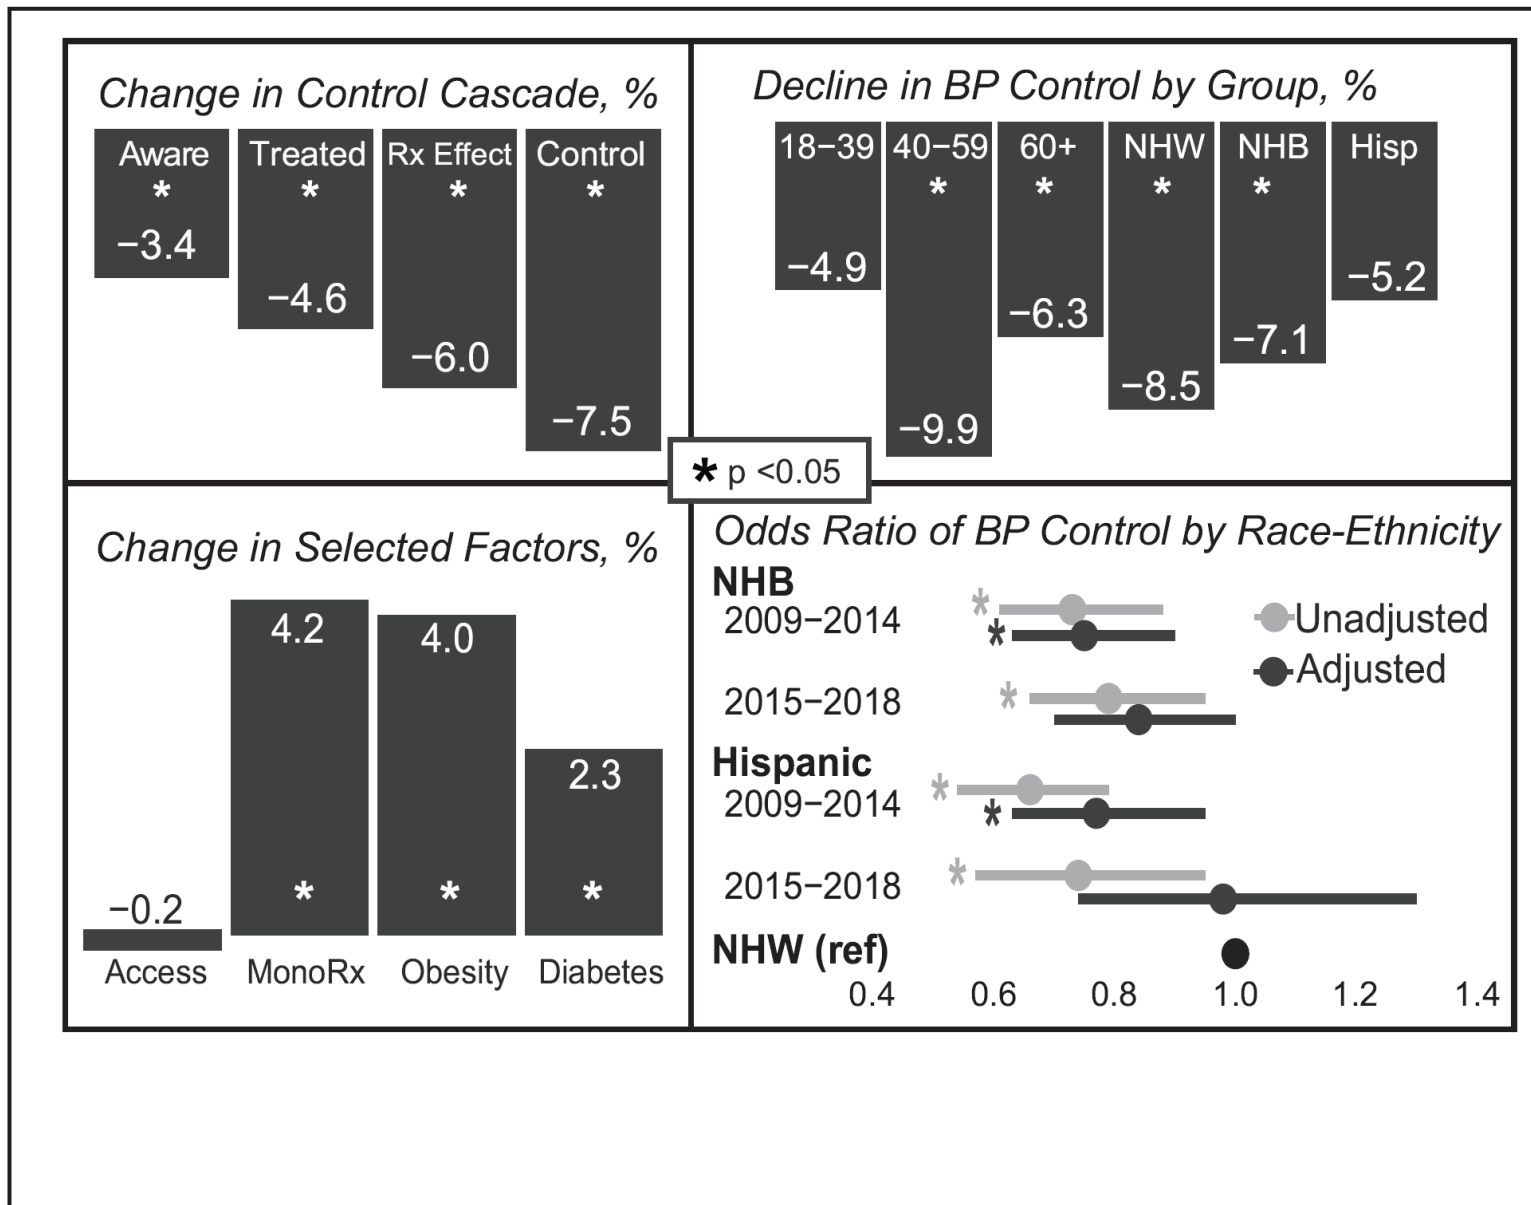 Change in Control Cascade, %
Aware Treated Rx Effect Control
* * * *
−3.4
−4.6
−6.0
−7.5
Decline in BP Control by Group, %
18−39 40−59 60+ NHW NHB Hisp
* * * *
−4.9
−9.9
−6.3
−8.5
−7.1
−5.2
* p <0.05
Change in Selected Factors, %
−0.2
4.2
4.0
2.3
* * *
Access MonoRx Obesity Diabetes
Odds Ratio of BP Control by Race-Ethnicity
NHB
2009−2014
*
*
2015−2018
*
Hispanic
2009−2014
*
*
2015−2018
*
NHW (ref)
0.4 0.6 0.8 1.0 1.2 1.4
Unadjusted
Adjusted